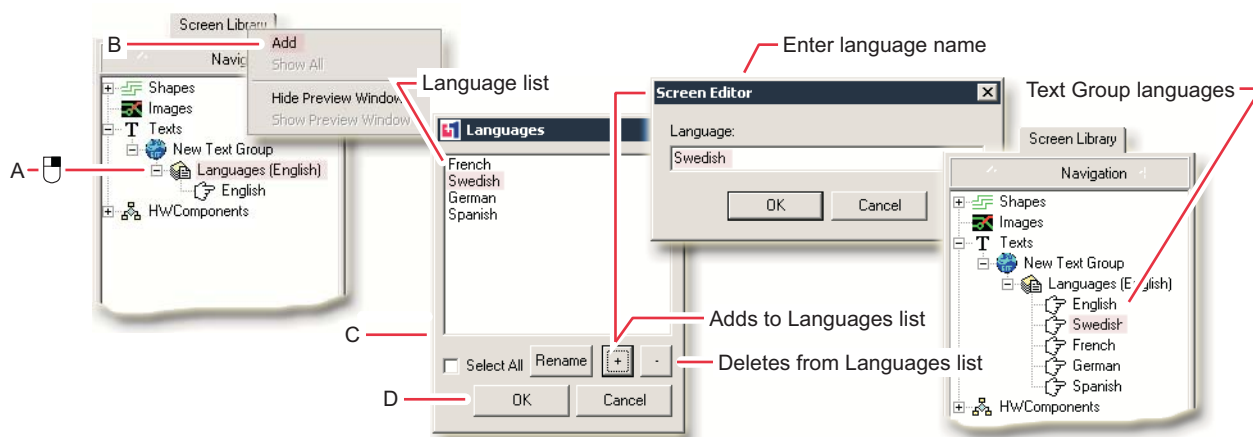 Screen Library
B
Add
Navig
Show All
Hide Preview Window
Show Preview Window
Shapes
Images
T Texts
New Text Group
A
Languages (English)
English
HWComponents
Language list
Languages
French
Swedish
German
Spanish
C
Select All
Rename
+
-
D
OK
Cancel
Enter language name
Screen Editor
Language:
Swedish
OK
Cancel
Adds to Languages list
Deletes from Languages list
Text Group languages
Screen Library
Navigation
Shapes
Images
T Texts
New Text Group
Languages (English)
English
Swedish
French
German
Spanish
HWComponents